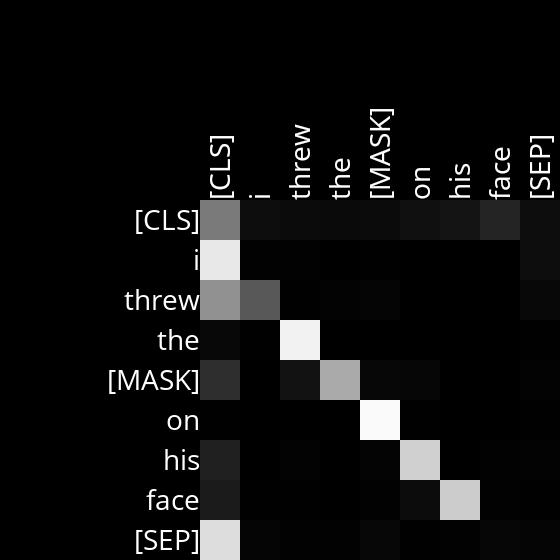 [CLS] i threw the [MASK] on his face [SEP]
[CLS]
i
threw
the
[MASK]
on
his
face
[SEP]